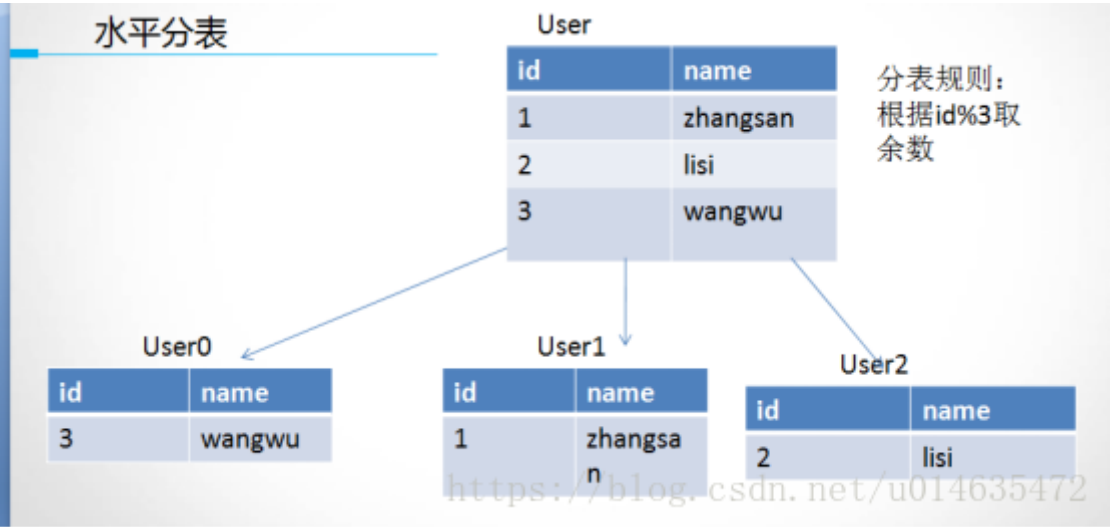 水平分表
User
id name
1 zhangsan
2 lisi
3 wangwu
分表规则：
根据id%3取
余数
User0
id name
3 wangwu
User1
id name
1 zhangsa
n
User2
id name
2 lisi
https://blog.csdn.net/u014635472